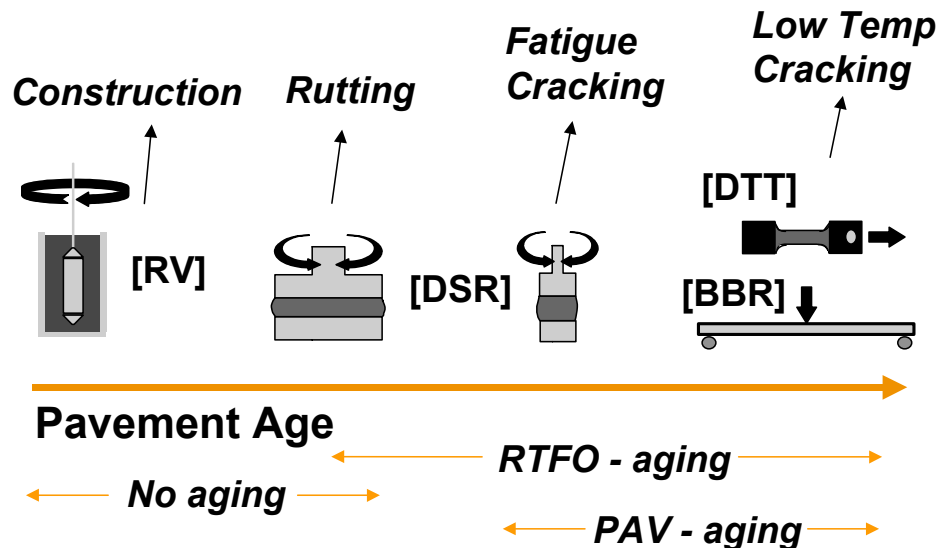 Construction
Rutting
Fatigue
Cracking
Low Temp
Cracking
[RV]
[DSR]
[DTT]
[BBR]
Pavement Age
RTFO - aging
No aging
PAV - aging